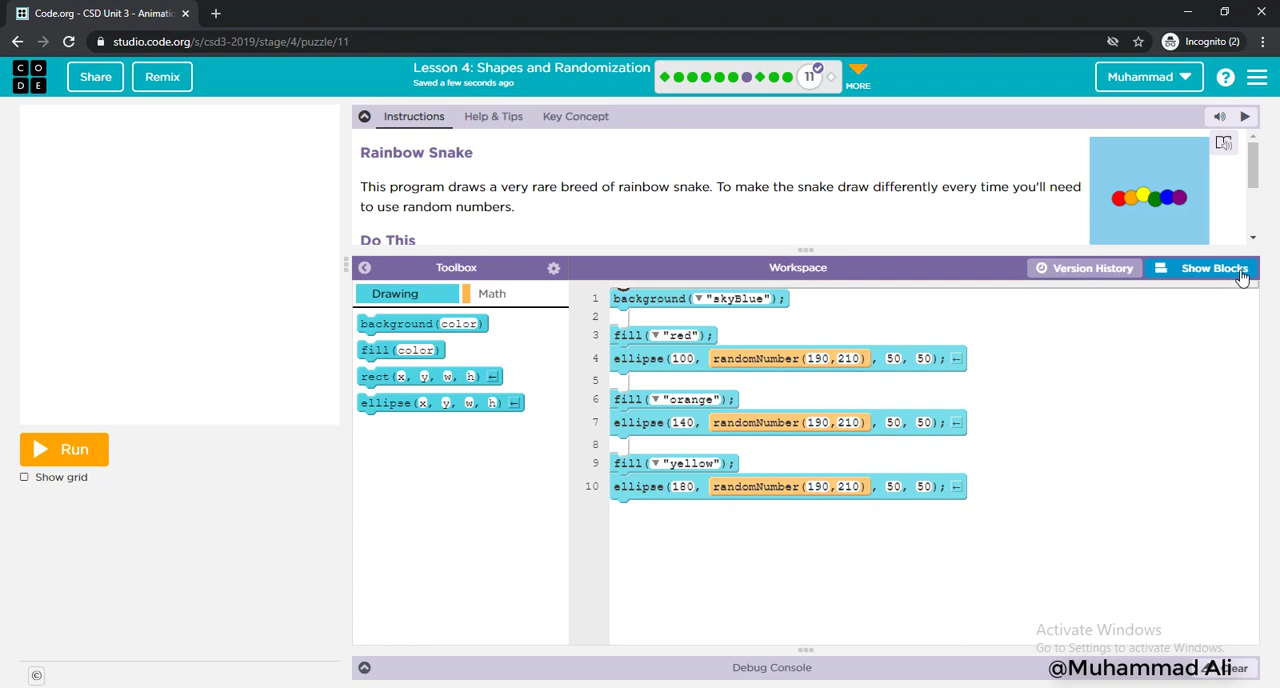 Code.org - CSD Unit 3 - Animatio
studio.code.org/s/csd3-2019/stage/4/puzzle/11
Incognito (2)
CO
DE
Share
Remix
Lesson 4: Shapes and Randomization
Saved a few seconds ago
11
MORE
Muhammad
?
Instructions
Help & Tips
Key Concept
Rainbow Snake
This program draws a very rare breed of rainbow snake. To make the snake draw differently every time you'll need
to use random numbers.
Do This
Toolbox
Workspace
Version History
Show Blocks
Drawing
Math
background(color)
fill(color)
rect(x, y, w, h)
ellipse(x, y, w, h)
1 background("skyBlue");
2
3 fill("red");
4 ellipse(100, randomNumber(190,210), 50, 50);
5
6 fill("orange");
7 ellipse(140, randomNumber(190,210), 50, 50);
8
9 fill("yellow");
10 ellipse(180, randomNumber(190,210), 50, 50);
Run
Show grid
Activate Windows
Go to Settings to activate Windows.
©
Debug Console
@Muhammad Ali